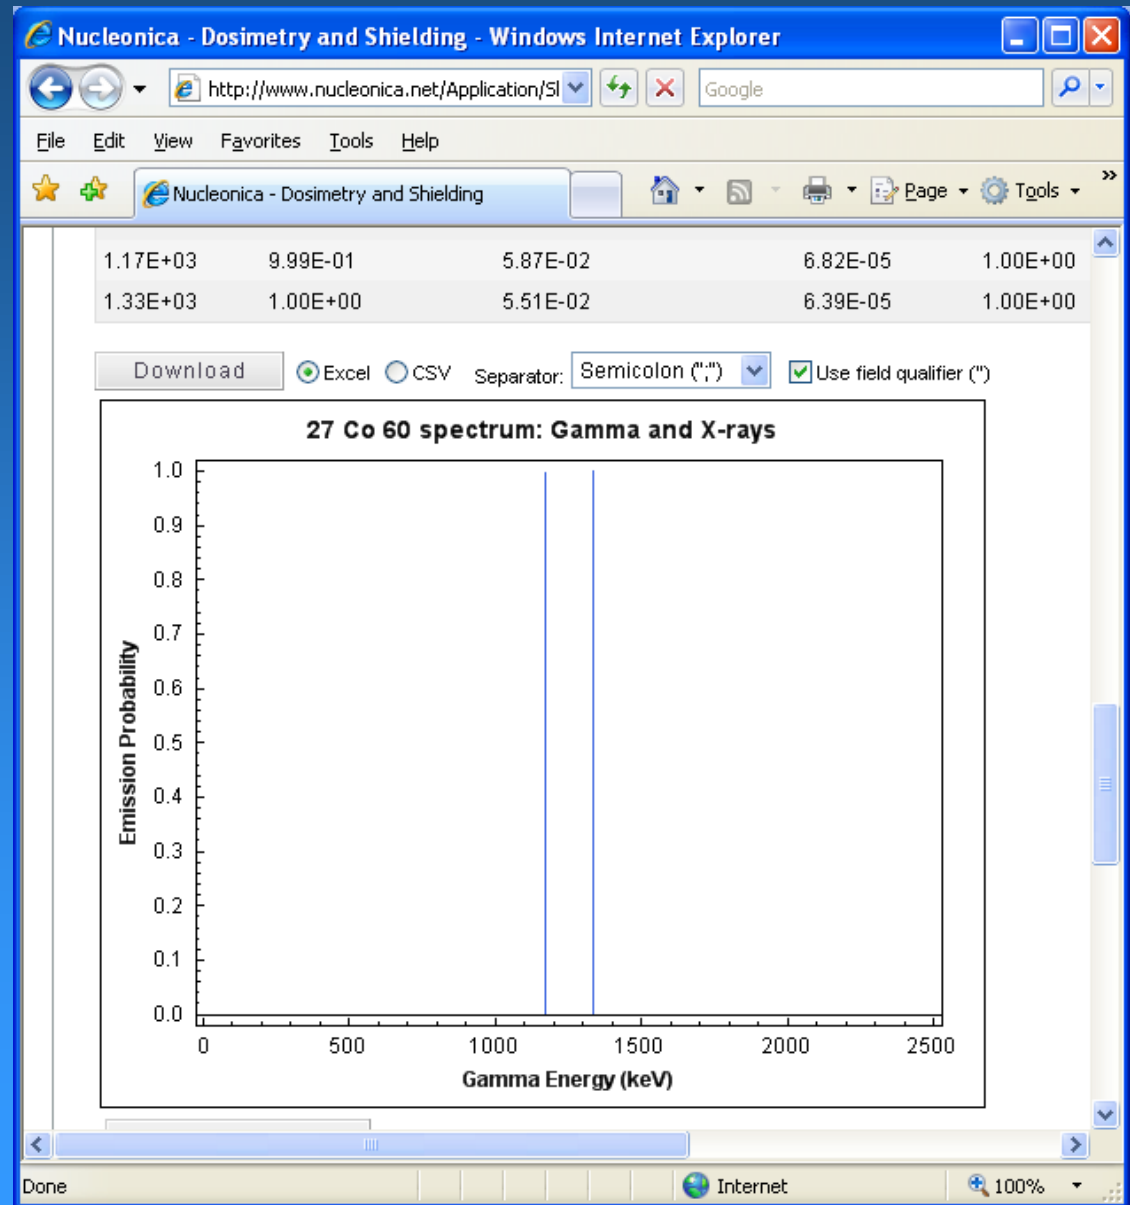 Nucleonica - Dosimetry and Shielding - Windows Internet Explorer
http://www.nucleonica.net/Application/Sl
Google
File Edit View Favorites Tools Help
Nucleonica - Dosimetry and Shielding
Page Tools »
1.17E+03 9.99E-01 5.87E-02 6.82E-05 1.00E+00
1.33E+03 1.00E+00 5.51E-02 6.39E-05 1.00E+00
Download Excel CSV Separator: Semicolon (";") Use field qualifier (")
27 Co 60 spectrum: Gamma and X-rays
1.0
0.9
0.8
0.7
0.6
0.5
0.4
0.3
0.2
0.1
0.0
Emission Probability
0 500 1000 1500 2000 2500
Gamma Energy (keV)
Done Internet 100%